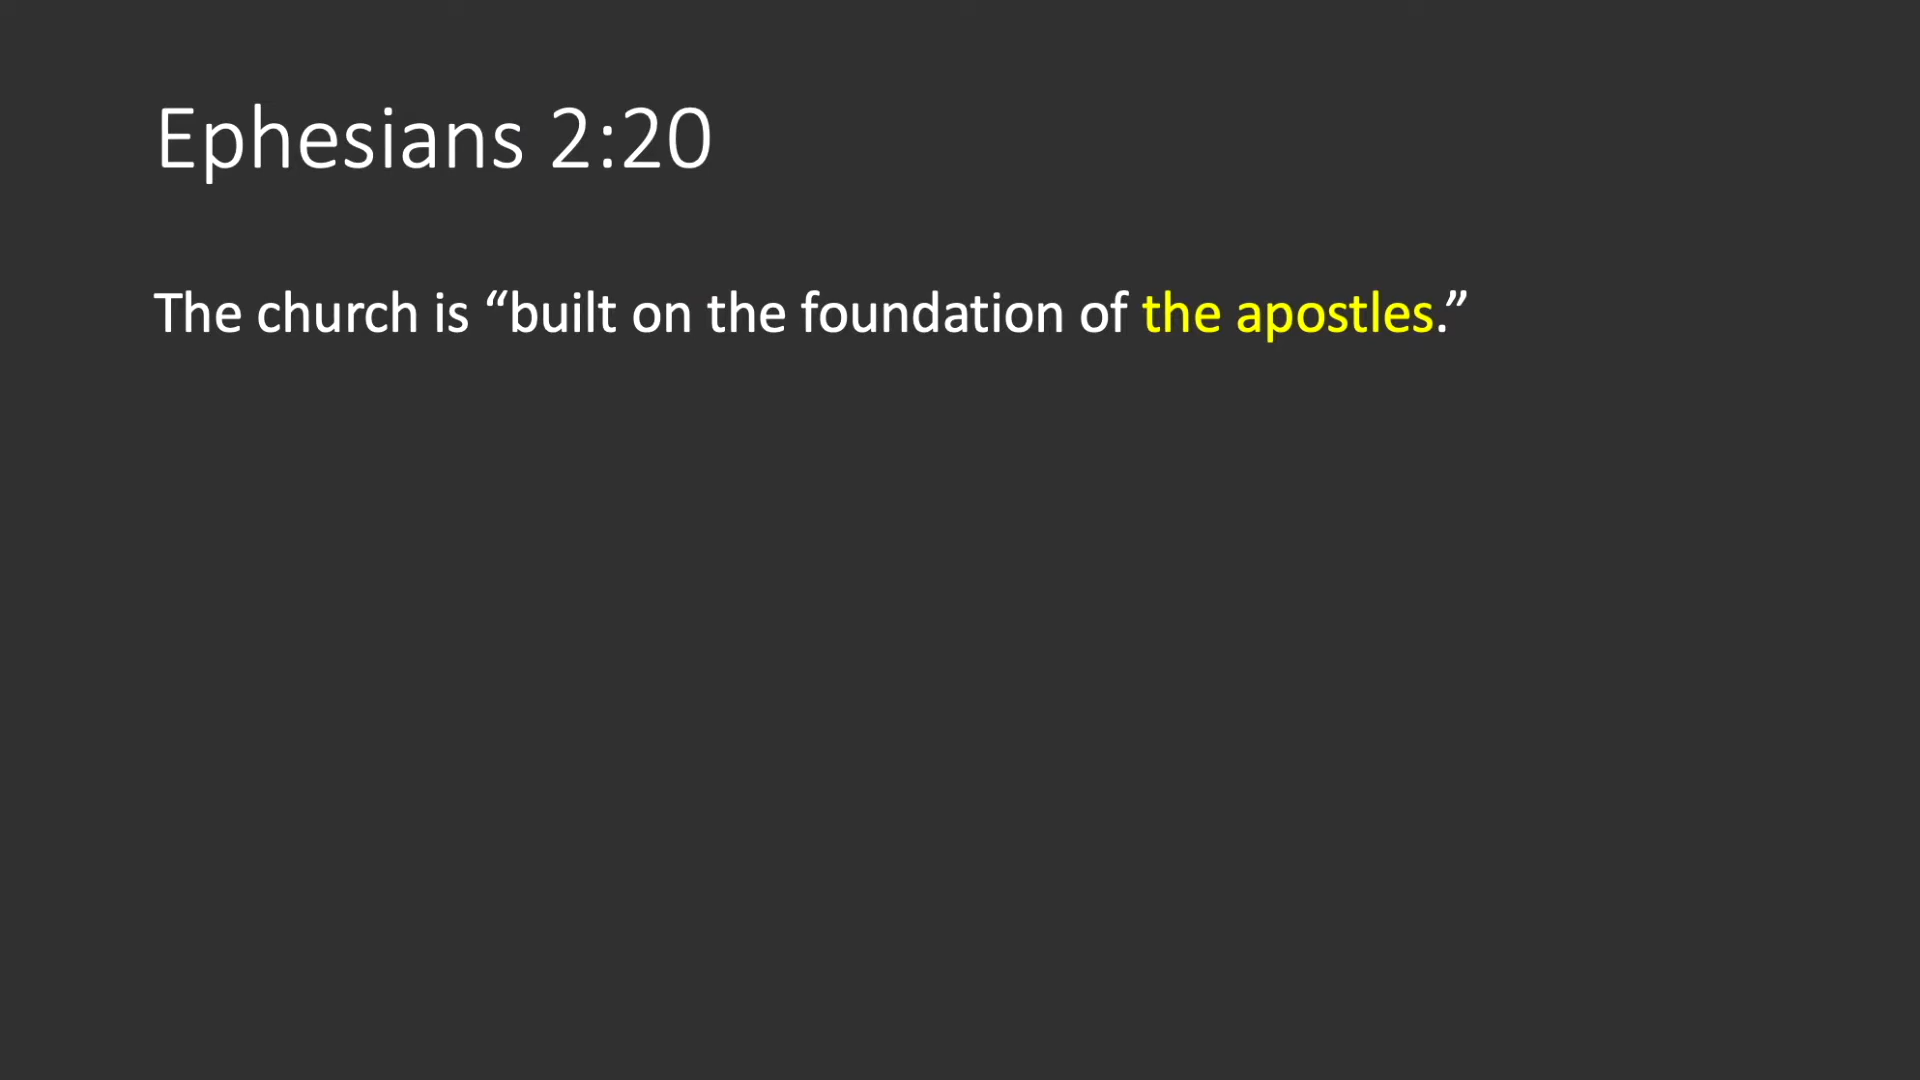 Ephesians 2:20
The church is “built on the foundation of the apostles.”